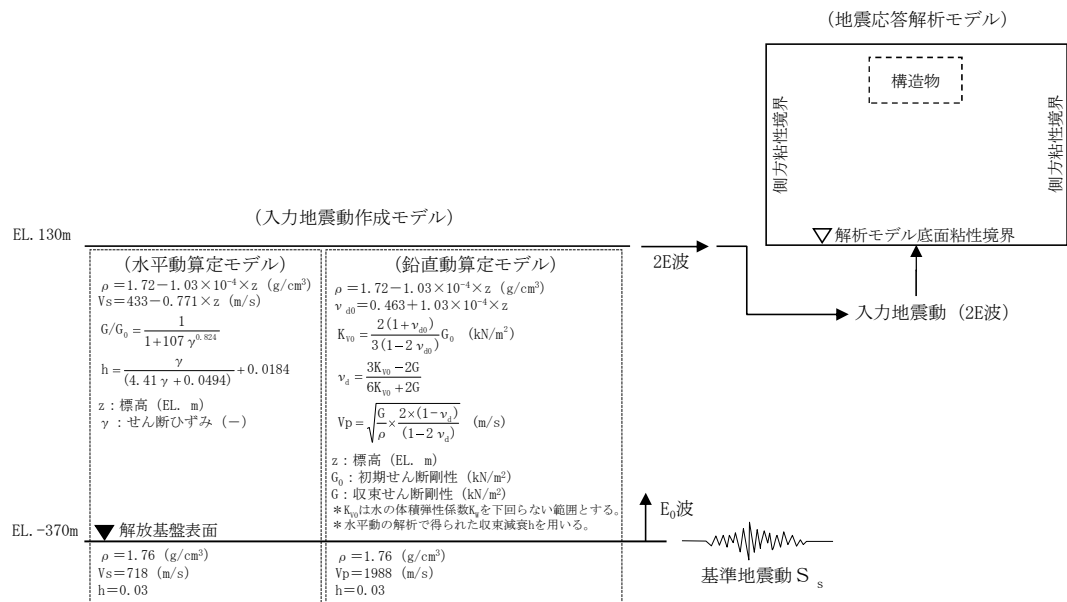 (地震応答解析モデル)
構造物
側方粘性境界
側方粘性境界
解析モデル底面粘性境界
(入力地震動作成モデル)
EL.130m
2E波
入力地震動 (2E波)
(水平動算定モデル)
ρ=1.72−1.03×10⁻⁴×z (g/cm³)
Vs=433−0.771×z (m/s)
G/G₀=1/(1+107γ^0.824)
h=γ/(4.41γ+0.0494)+0.0184
z:標高 (EL. m)
γ:せん断ひずみ (−)
(鉛直動算定モデル)
ρ=1.72−1.03×10⁻⁴×z (g/cm³)
ν_d0=0.463+1.03×10⁻⁴×z
K_V0=2(1+ν_d0)/3(1−2ν_d0) G₀ (kN/m²)
ν_d=(3K_V0−2G)/(6K_V0+2G)
Vp=√(G/ρ×2×(1−ν_d)/(1−2ν_d)) (m/s)
z:標高 (EL. m)
G₀:初期せん断剛性 (kN/m²)
G:収束せん断剛性 (kN/m²)
*K_V0は水の体積弾性係数K_Wを下回らない範囲とする。
*水平動の解析で得られた収束減衰hを用いる。
EL.-370m
解放基盤表面
E₀波
ρ=1.76 (g/cm³)
Vs=718 (m/s)
h=0.03
ρ=1.76 (g/cm³)
Vp=1988 (m/s)
h=0.03
基準地震動Ss